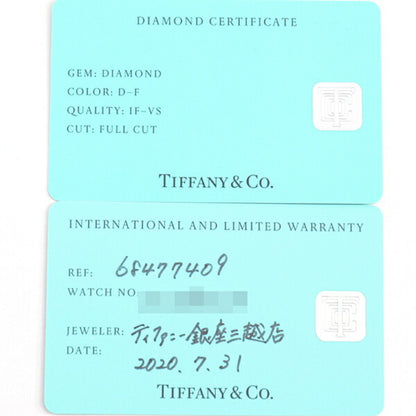 DIAMOND CERTIFICATE
GEM: DIAMOND
COLOR: D-F
QUALITY: IF-VS
CUT: FULL CUT
TIFFANY & CO.
INTERNATIONAL AND LIMITED WARRANTY
REF: 68477409
WATCH NO.
JEWELER: ティファニー銀座三越店
DATE: 2020.7.31
TIFFANY & CO.